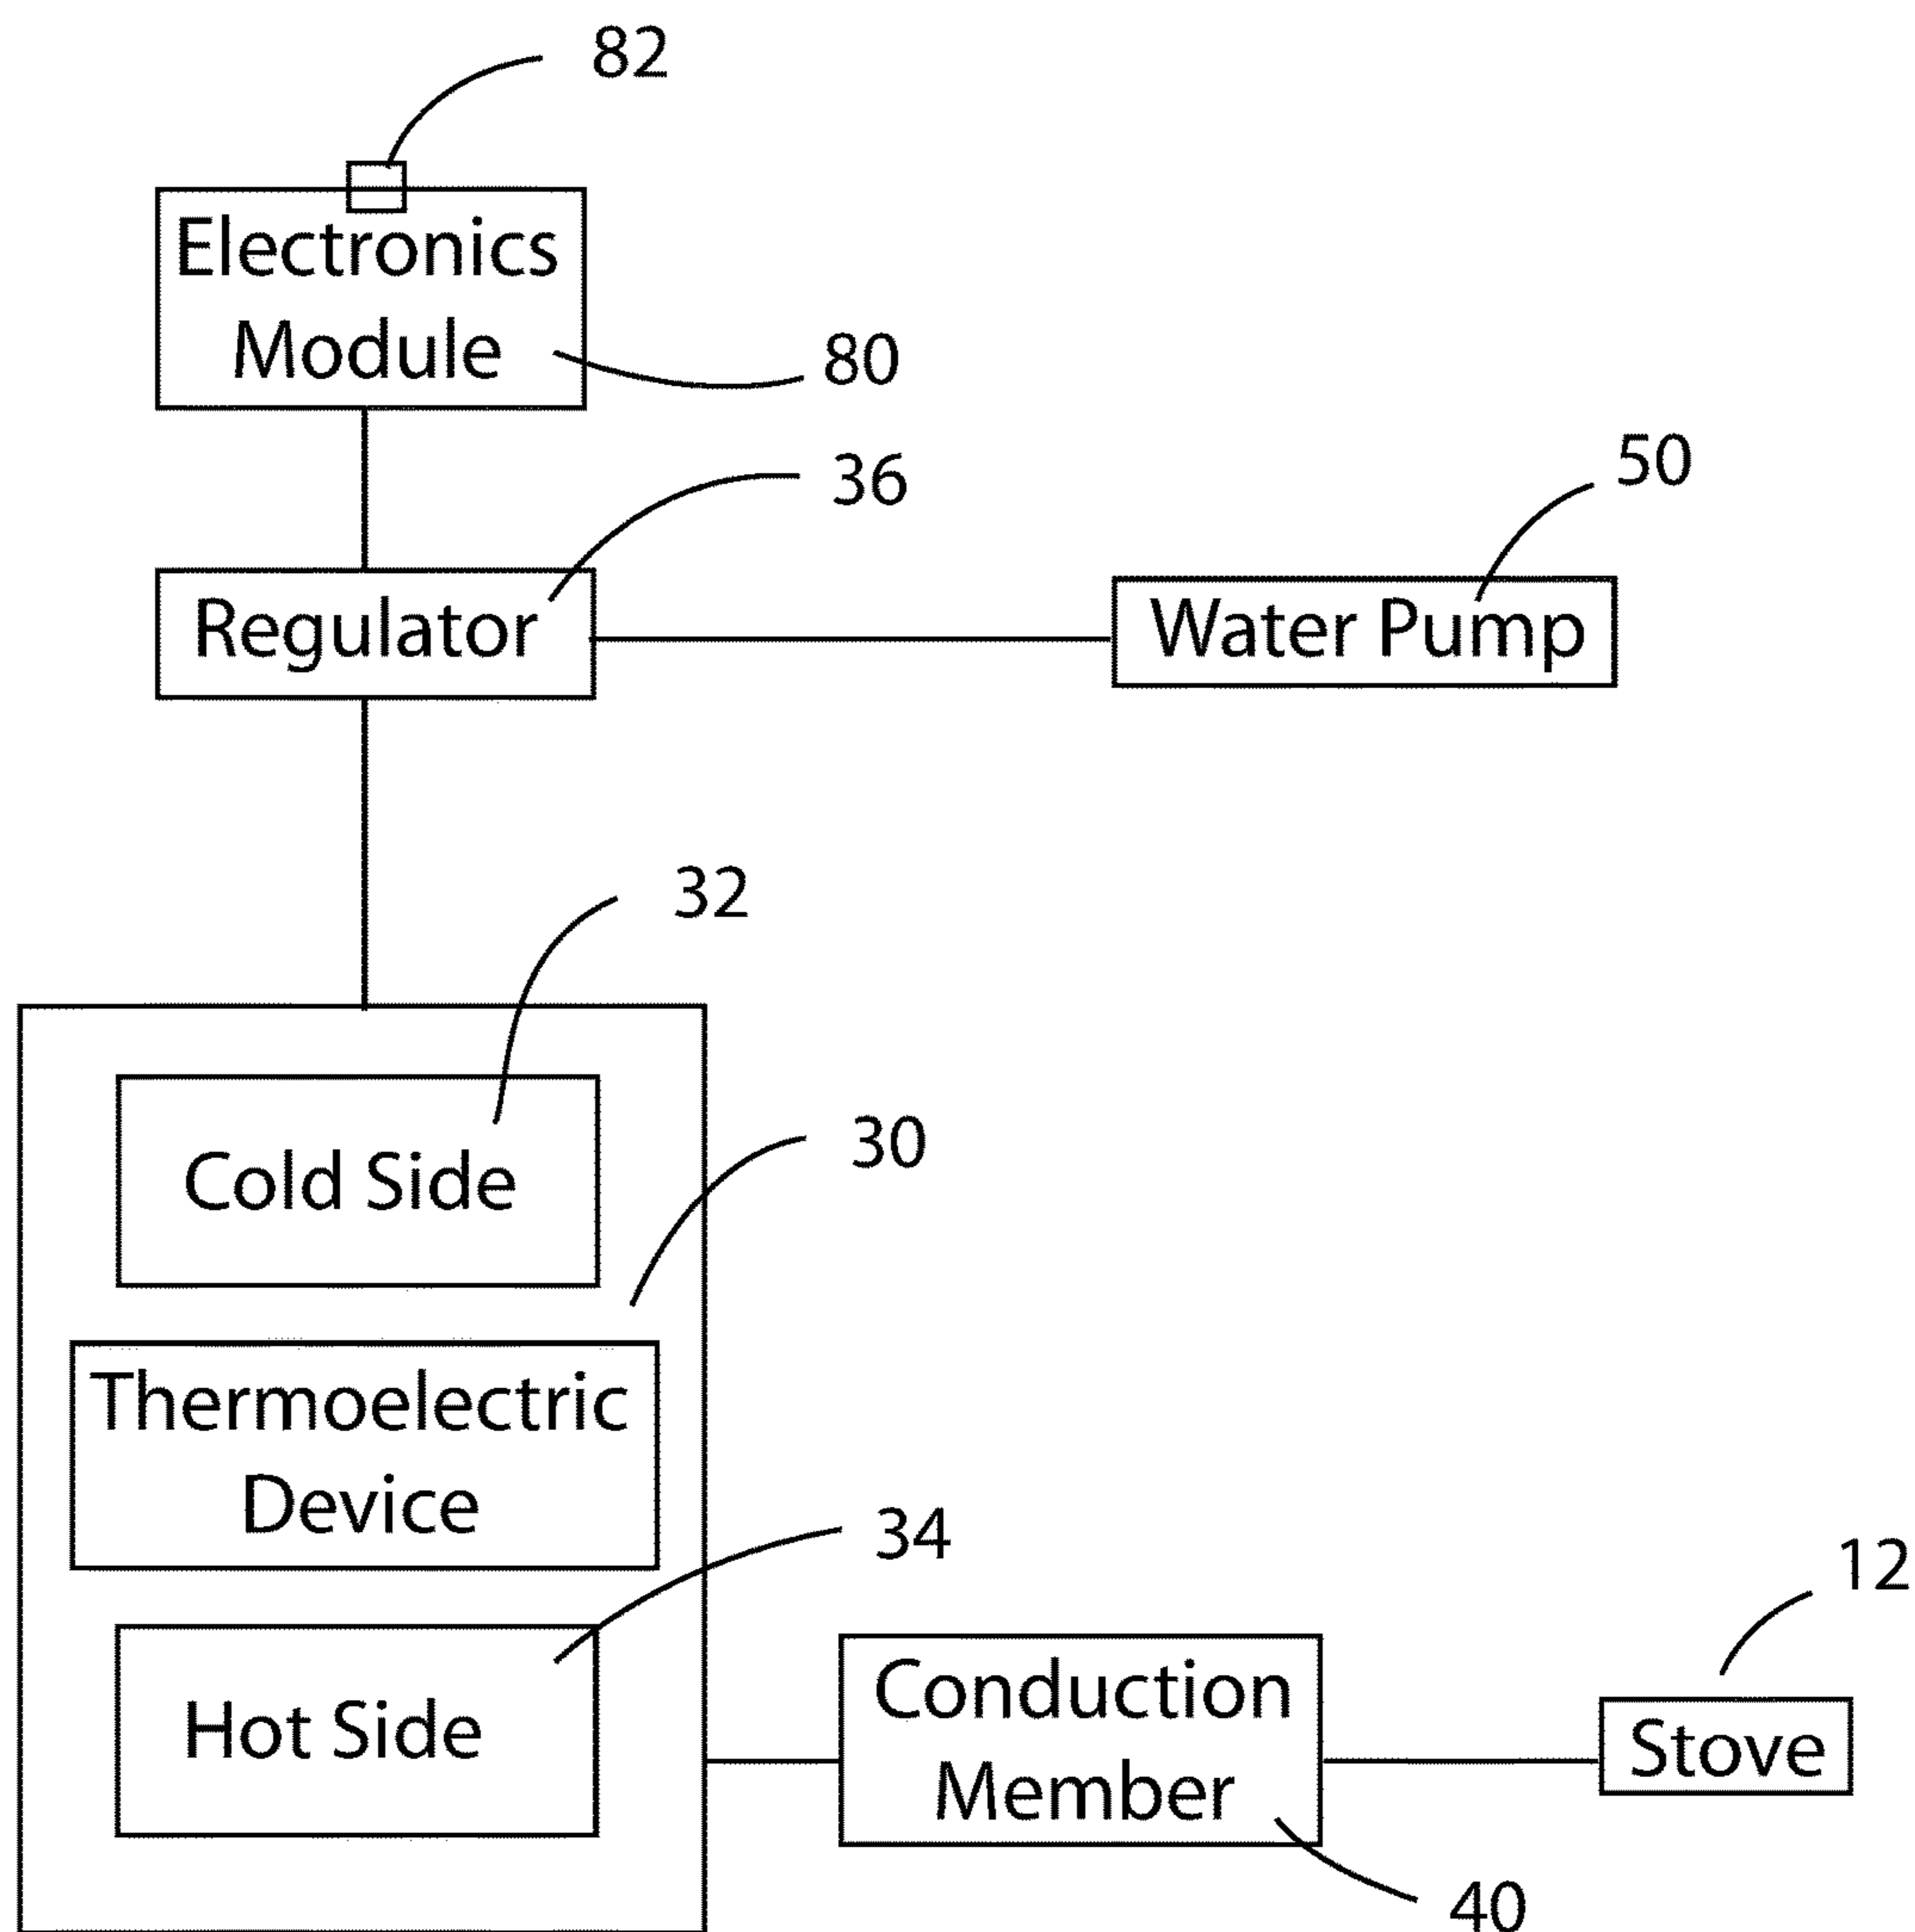 82
Electronics
Module
80
36
50
Regulator
Water Pump
32
30
Cold Side
Thermoelectric
Device
34
12
Hot Side
Conduction
Member
Stove
40